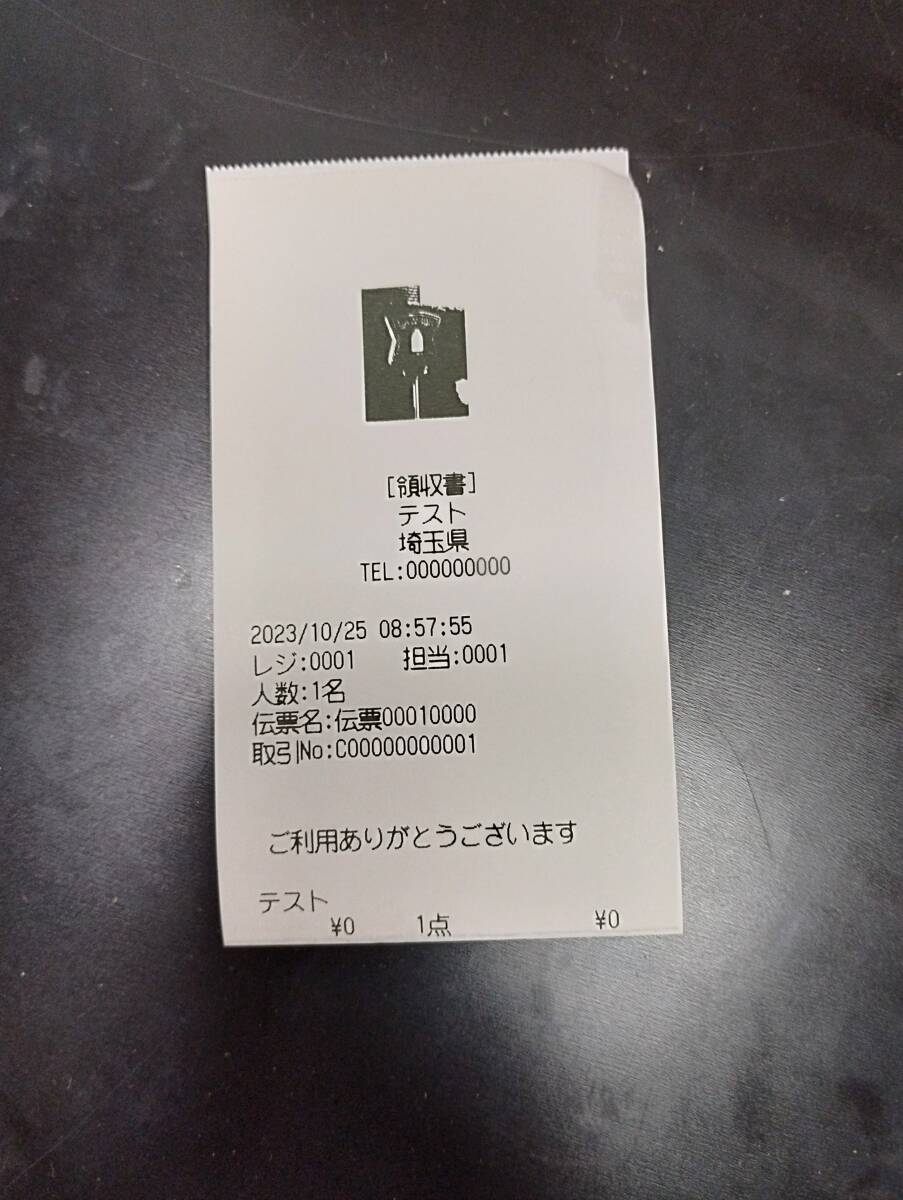 [領収書]
テスト
埼玉県
TEL:000000000
2023/10/25 08:57:55
レジ:0001 担当:0001
人数:1名
伝票名:伝票00010000
取引No:C00000000001
ご利用ありがとうございます
テスト
¥0 1点 ¥0